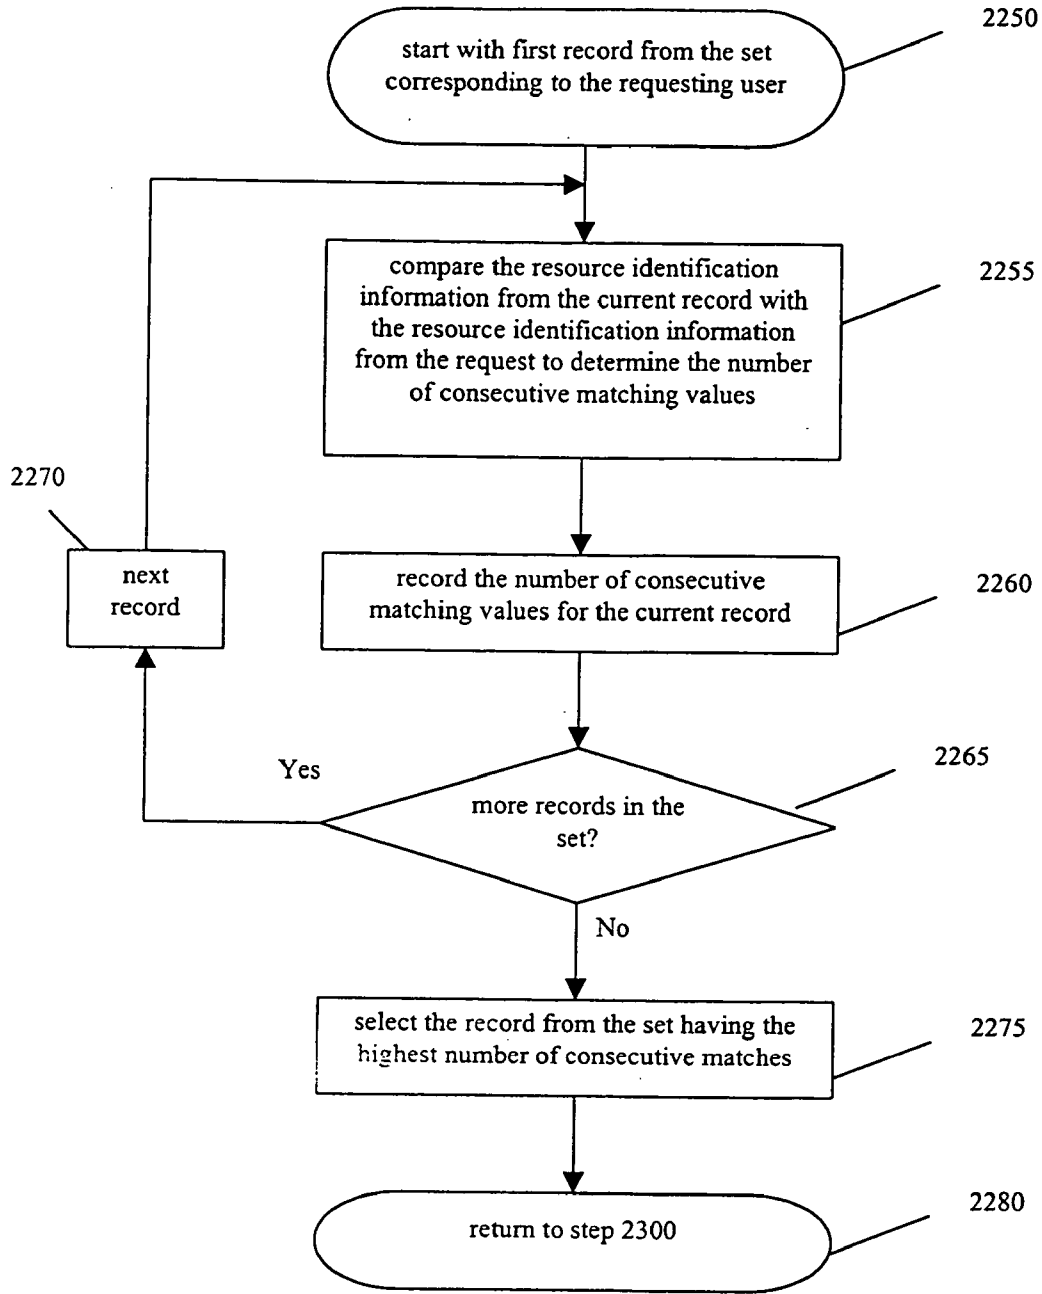 2250
start with first record from the set
corresponding to the requesting user
2255
compare the resource identification
information from the current record with
the resource identification information
from the request to determine the number
of consecutive matching values
2270
next
record
2260
record the number of consecutive
matching values for the current record
2265
Yes
more records in the
set?
No
2275
select the record from the set having the
highest number of consecutive matches
2280
return to step 2300